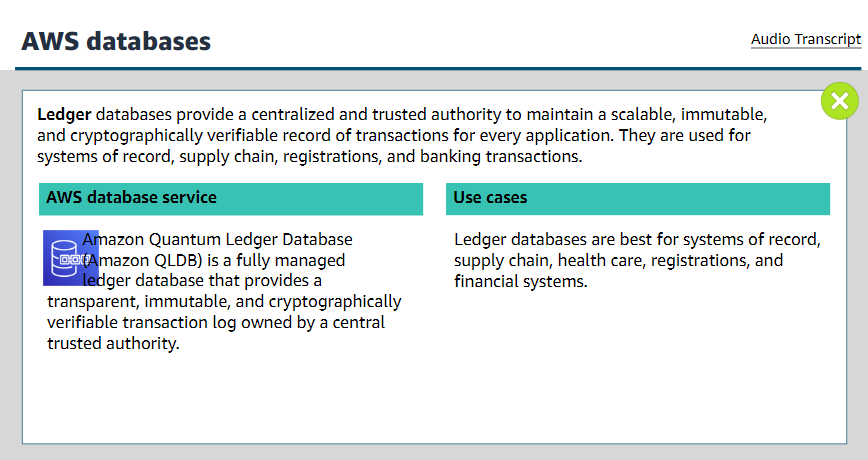 AWS databases
Audio Transcript
Ledger databases provide a centralized and trusted authority to maintain a scalable, immutable,
and cryptographically verifiable record of transactions for every application. They are used for
systems of record, supply chain, registrations, and banking transactions.
AWS database service
Amazon Quantum Ledger Database
(Amazon QLDB) is a fully managed
ledger database that provides a
transparent, immutable, and cryptographically
verifiable transaction log owned by a central
trusted authority.
Use cases
Ledger databases are best for systems of record,
supply chain, health care, registrations, and
financial systems.